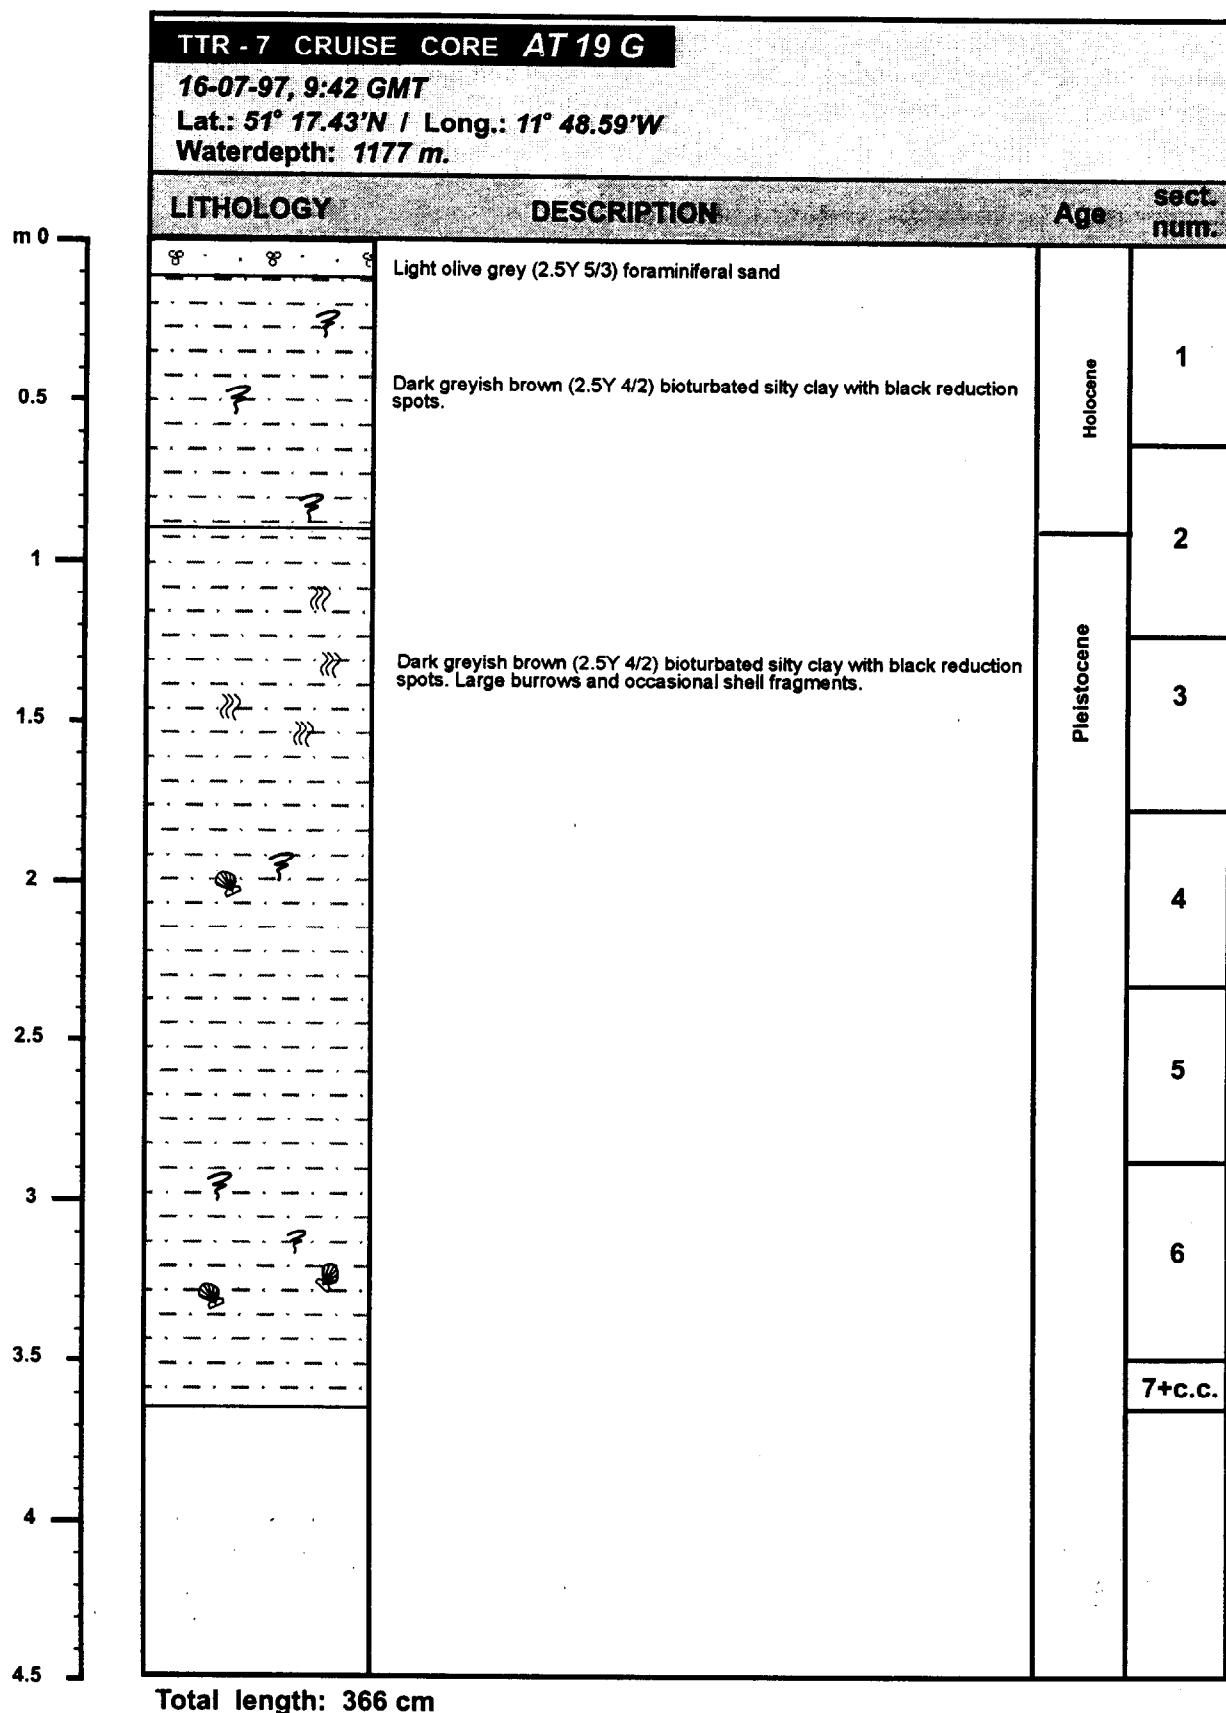 TTR - 7 CRUISE CORE AT 19 G
16-07-97, 9:42 GMT
Lat.: 51° 17.43'N / Long.: 11° 48.59'W
Waterdepth: 1177 m.
LITHOLOGY DESCRIPTION Age sect. num.
m 0
Light olive grey (2.5Y 5/3) foraminiferal sand
1
Holocene
Dark greyish brown (2.5Y 4/2) bioturbated silty clay with black reduction
spots.
0.5
2
1
Pleistocene
Dark greyish brown (2.5Y 4/2) bioturbated silty clay with black reduction
spots. Large burrows and occasional shell fragments.
3
1.5
2
4
2.5
5
3
6
3.5
7+c.c.
4
4.5
Total length: 366 cm